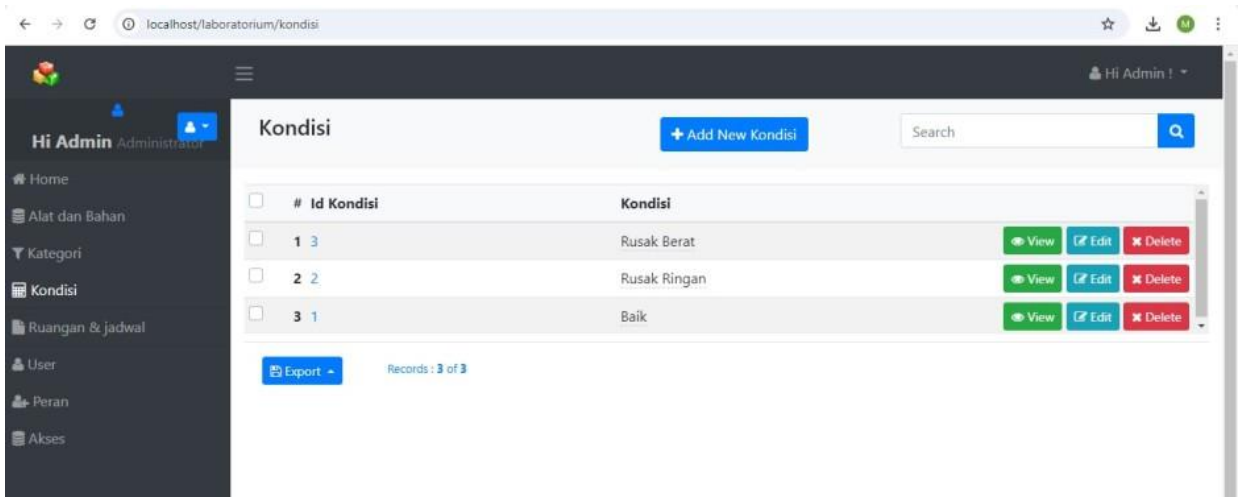 localhost/laboratorium/kondisi
M
Hi Admin !
Hi Admin Administrator
Home
Alat dan Bahan
Kategori
Kondisi
Ruangan & jadwal
User
Peran
Akses
Kondisi
+ Add New Kondisi
Search
# Id Kondisi Kondisi
1 3 Rusak Berat View Edit Delete
2 2 Rusak Ringan View Edit Delete
3 1 Baik View Edit Delete
Export
Records : 3 of 3